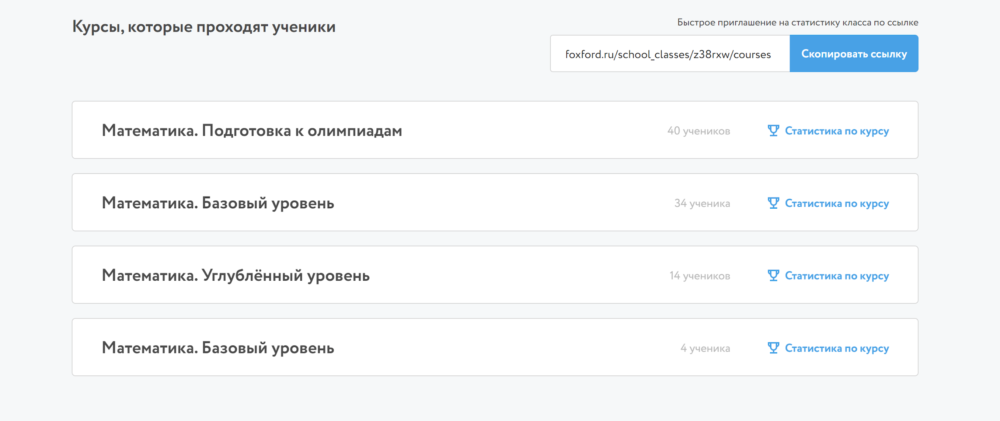 Курсы, которые проходят ученики
Быстрое приглашение на статистику класса по ссылке
foxford.ru/school_classes/z38rxw/courses
Скопировать ссылку
Математика. Подготовка к олимпиадам
40 учеников
Статистика по курсу
Математика. Базовый уровень
34 ученика
Статистика по курсу
Математика. Углублённый уровень
14 учеников
Статистика по курсу
Математика. Базовый уровень
4 ученика
Статистика по курсу